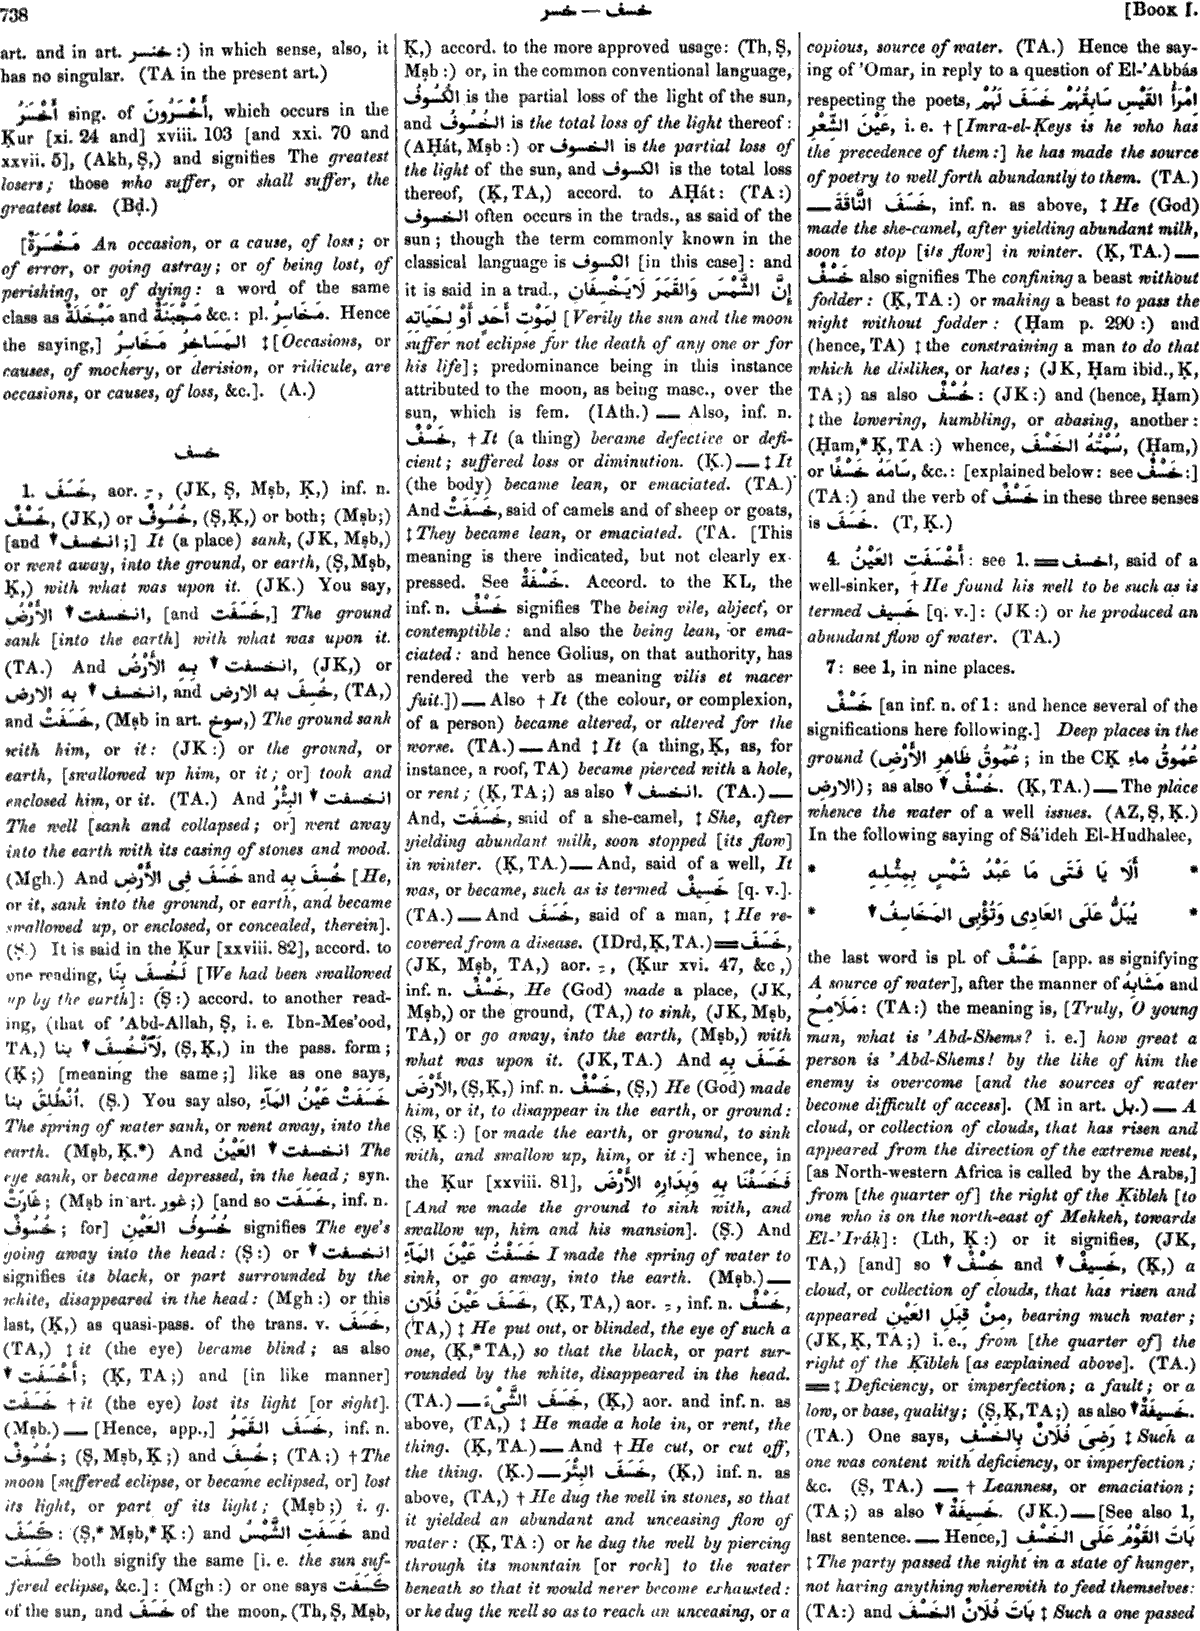 738
خسف — خسر
[Book I.
art. and in art. خنسر :) in which sense, also, it
has no singular. (TA in the present art.)
أَخْسَرُ sing. of أَخْسَرُونَ, which occurs in the
Ḳur [xi. 24 and] xviii. 103 [and xxi. 70 and
xxvii. 5], (Akh, Ṣ,) and signifies The greatest
losers; those who suffer, or shall suffer, the
greatest loss. (Bḍ.)
[مَخْسَرَةٌ An occasion, or a cause, of loss; or
of error, or going astray; or of being lost, of
perishing, or of dying: a word of the same
class as مَبْخَلَةٌ and مَجْبَنَةٌ &c.: pl. مَخَاسِرُ. Hence
the saying,] المَسَاخِرُ مَخَاسِرُ ‡ [Occasions, or
causes, of mockery, or derision, or ridicule, are
occasions, or causes, of loss, &c.]. (A.)
خسف
1. خَسَفَ, aor. ـِ, (JK, Ṣ, Mṣb, Ḳ,) inf. n.
خَسْفٌ, (JK,) or خُسُوفٌ, (Ṣ, Ḳ,) or both; (Mṣb;)
[and ▼ انخسف;] It (a place) sank, (JK, Mṣb,)
or went away, into the ground, or earth, (Ṣ, Mṣb,
Ḳ,) with what was upon it. (JK.) You say,
انخسفت ▼ الأَرْضُ, [and خَسَفَت,] The ground
sank [into the earth] with what was upon it.
(TA.) And انخسفت ▼ بِهِ الأَرْضُ, (JK,) or
انخسف ▼ به الارض, and خُسِفَ به الارض, (TA,)
and خَسَفَتْ, (Mṣb in art. سوخ,) The ground sank
with him, or it: (JK:) or the ground, or
earth, [swallowed up him, or it; or] took and
enclosed him, or it. (TA.) And انخسفت ▼ البِئْرُ
The well [sank and collapsed; or] went away
into the earth with its casing of stones and wood.
(Mgh.) And خَسَفَ فِى الأَرْضِ and خُسِفَ بِهِ [He,
or it, sank into the ground, or earth, and became
swallowed up, or enclosed, or concealed, therein].
(Ṣ.) It is said in the Ḳur [xxviii. 82], accord. to
one reading, لَخُسِفَ بِنَا [We had been swallowed
up by the earth]: (Ṣ:) accord. to another read-
ing, (that of 'Abd-Allah, Ṣ, i. e. Ibn-Mes'ood,
TA,) لَانْخُسِفَ ▼ بنا, (Ṣ, Ḳ,) in the pass. form;
(Ḳ;) [meaning the same;] like as one says,
اُنْطُلِقَ بنا. (Ṣ.) You say also, خَسَفَتْ عَيْنُ المَآءِ
The spring of water sank, or went away, into the
earth. (Mṣb, Ḳ.*) And انخسفت ▼ العَيْنُ The
eye sank, or became depressed, in the head; syn.
غَارَتْ; (Mṣb in art. غور;) [and so خسفت, inf. n.
خُسُوفٌ; for] خُسُوفُ العَيْنِ signifies The eye's
going away into the head: (Ṣ:) or انخسفت ▼
signifies its black, or part surrounded by the
white, disappeared in the head: (Mgh:) or this
last, (Ḳ,) as quasi-pass. of the trans. v. خَسَفَ,
(TA,) ‡ it (the eye) became blind; as also
▼ أَخْسَفَت; (Ḳ, TA;) and [in like manner]
خَسَفَتْ † it (the eye) lost its light [or sight].
(Mṣb.) — [Hence, app.,] خَسَفَ القَمَرُ, inf. n.
خُسُوفٌ; (Ṣ, Mṣb, Ḳ;) and خُسِفَ; (TA;) † The
moon [suffered eclipse, or became eclipsed, or] lost
its light, or part of its light; (Mṣb;) i. q.
كَسَفَ: (Ṣ,* Mṣb,* Ḳ:) and خَسَفَتِ الشَّمْسُ and
كَسَفَت both signify the same [i. e. the sun suf-
fered eclipse, &c.]: (Mgh:) or one says كَسَفَت
of the sun, and خَسَفَ of the moon, (Th, Ṣ, Mṣb,
Ḳ,) accord. to the more approved usage: (Th, Ṣ,
Mṣb:) or, in the common conventional language,
الكُسُوفُ is the partial loss of the light of the sun,
and الخُسُوفُ is the total loss of the light thereof:
(AḤát, Mṣb:) or الخسوف is the partial loss of
the light of the sun, and الكسوف is the total loss
thereof, (Ḳ, TA,) accord. to AḤát: (TA:)
الخسوف often occurs in the trads., as said of the
sun; though the term commonly known in the
classical language is الكسوف [in this case]: and
it is said in a trad., إِنَّ الشَّمْسَ وَالقَمَرَ لَايَخْسِفَانِ
لِمَوْتِ أَحَدٍ أَوْ لِحَيَاتِهِ [Verily the sun and the moon
suffer not eclipse for the death of any one or for
his life]; predominance being in this instance
attributed to the moon, as being masc., over the
sun, which is fem. (IAth.) — Also, inf. n.
خَسْفٌ, † It (a thing) became defective or defi-
cient; suffered loss or diminution. (Ḳ.) — ‡ It
(the body) became lean, or emaciated. (TA.)
And خَسَفَتْ, said of camels and of sheep or goats,
‡ They became lean, or emaciated. (TA. [This
meaning is there indicated, but not clearly ex-
pressed. See خَسْفَةٌ. Accord. to the KL, the
inf. n. خَسْفٌ signifies The being vile, abject, or
contemptible: and also the being lean, or ema-
ciated: and hence Golius, on that authority, has
rendered the verb as meaning vilis et macer
fuit.]) — Also † It (the colour, or complexion,
of a person) became altered, or altered for the
worse. (TA.) — And ‡ It (a thing, Ḳ, as, for
instance, a roof, TA) became pierced with a hole,
or rent; (Ḳ, TA;) as also ▼ انخسف. (TA.) —
And, خَسَفَتْ, said of a she-camel, ‡ She, after
yielding abundant milk, soon stopped [its flow]
in winter. (Ḳ, TA.) — And, said of a well, It
was, or became, such as is termed خَسِيف [q. v.].
(TA.) — And خَسَفَ, said of a man, ‡ He re-
covered from a disease. (IDrd, Ḳ, TA.) = خَسَفَ,
(JK, Mṣb, TA,) aor. ـِ, (Ḳur xvi. 47, &c.,)
inf. n. خَسْفٌ, He (God) made a place, (JK,
Mṣb,) or the ground, (TA,) to sink, (JK, Mṣb,
TA,) or go away, into the earth, (Mṣb,) with
what was upon it. (JK, TA.) And خَسَفَ بِهِ
الأَرْضَ, (Ṣ, Ḳ,) inf. n. خَسْفٌ, (Ṣ,) He (God) made
him, or it, to disappear in the earth, or ground:
(Ṣ, Ḳ:) [or made the earth, or ground, to sink
with, and swallow up, him, or it:] whence, in
the Ḳur [xxviii. 81], فَخَسَفْنَا بِهِ وَبِدَارِهِ الأَرْضَ
[And we made the ground to sink with, and
swallow up, him and his mansion]. (Ṣ.) And
خَسَفْتُ عَيْنَ المَآءِ I made the spring of water to
sink, or go away, into the earth. (Mṣb.) —
خَسَفَ عَيْنَ فُلَانٍ, (Ḳ, TA,) aor. ـِ, inf. n. خَسْفٌ,
(TA,) ‡ He put out, or blinded, the eye of such a
one, (Ḳ,* TA,) so that the black, or part sur-
rounded by the white, disappeared in the head.
(TA.) — خَسَفَ الشَّىْءَ, (Ḳ,) aor. and inf. n. as
above, (TA,) ‡ He made a hole in, or rent, the
thing. (Ḳ, TA.) — And † He cut, or cut off,
the thing. (Ḳ.) — خَسَفَ البِئْرَ, (Ḳ,) inf. n. as
above, (TA,) † He dug the well in stones, so that
it yielded an abundant and unceasing flow of
water: (Ḳ, TA:) or he dug the well by piercing
through its mountain [or rock] to the water
beneath so that it would never become exhausted:
or he dug the well so as to reach an unceasing, or a
copious, source of water. (TA.) Hence the say-
ing of 'Omar, in reply to a question of El-'Abbás
respecting the poets, امْرَأُ القَيْسِ سَابِقُهُمْ خَسَفَ لَهُمْ
عَيْنَ الشِّعْرِ, i. e. † [Imra-el-Ḳeys is he who has
the precedence of them:] he has made the source
of poetry to well forth abundantly to them. (TA.)
— خَسَفَ النَّاقَةَ, inf. n. as above, ‡ He (God)
made the she-camel, after yielding abundant milk,
soon to stop [its flow] in winter. (Ḳ, TA.) —
خَسْفٌ also signifies The confining a beast without
fodder: (Ḳ, TA:) or making a beast to pass the
night without fodder: (Ḥam p. 290:) and
(hence, TA) ‡ the constraining a man to do that
which he dislikes, or hates; (JK, Ḥam ibid., Ḳ,
TA;) as also خُسْفٌ: (JK:) and (hence, Ḥam)
‡ the lowering, humbling, or abasing, another:
(Ḥam,* Ḳ, TA:) whence, سُمْتُهُ الخَسْفَ, (Ḥam,)
or سَامَهُ خَسْفًا, &c.: [explained below: see خَسْفٌ:]
(TA:) and the verb of خَسْفٌ in these three senses
is خَسَفَ. (T, Ḳ.)
4. أَخْسَفَتِ العَيْنُ: see 1. = اخسف, said of a
well-sinker, † He found his well to be such as is
termed خَسِيف [q. v.]: (JK:) or he produced an
abundant flow of water. (TA.)
7: see 1, in nine places.
خَسْفٌ [an inf. n. of 1: and hence several of the
significations here following.] Deep places in the
ground (عُمُوقُ ظَاهِرِ الأَرْضِ; in the CḲ عُمُوقُ ماءِ
الارضِ); as also ▼ خُسْفٌ. (Ḳ, TA.) — The place
whence the water of a well issues. (AZ, Ṣ, Ḳ.)
In the following saying of Sá'ideh El-Hudhalee,
* أَلَا يَا فَتَى مَا عَبْدُ شَمْسٍ بِمِثْلِهِ *
* يُبَلُّ عَلَى العَادِى وَتُؤْبَى المَخَاسِفُ ▼ *
the last word is pl. of خَسْفٌ [app. as signifying
A source of water], after the manner of مَشَابِهُ and
مَلَامِحُ: (TA:) the meaning is, [Truly, O young
man, what is 'Abd-Shems? i. e.] how great a
person is 'Abd-Shems! by the like of him the
enemy is overcome [and the sources of water
become difficult of access]. (M in art. بل.) — A
cloud, or collection of clouds, that has risen and
appeared from the direction of the extreme west,
[as North-western Africa is called by the Arabs,]
from [the quarter of] the right of the Ḳibleh [to
one who is on the north-east of Mekkeh, towards
El-'Iráḳ]: (Lth, Ḳ:) or it signifies, (JK,
TA,) [and] so ▼ خِسْفٌ and ▼ خَسِيفٌ, (Ḳ,) a
cloud, or collection of clouds, that has risen and
appeared مِنْ قِبَلِ العَيْنِ, bearing much water;
(JK, Ḳ, TA;) i. e., from [the quarter of] the
right of the Ḳibleh [as explained above]. (TA.)
= ‡ Deficiency, or imperfection; a fault; or a
low, or base, quality; (Ṣ, Ḳ, TA;) as also ▼ خَسِيفَةٌ.
(TA.) One says, رَضِىَ فُلَانٌ بِالخَسْفِ ‡ Such a
one was content with deficiency, or imperfection;
&c. (Ṣ, TA.) — † Leanness, or emaciation;
(TA;) as also ▼ خَسِيفَةٌ. (JK.) — [See also 1,
last sentence. — Hence,] بَاتَ القَوْمُ عَلَى الخَسْفِ
‡ The party passed the night in a state of hunger,
not having anything wherewith to feed themselves:
(TA:) and بَاتَ فُلَانٌ الخَسْفَ ‡ Such a one passed